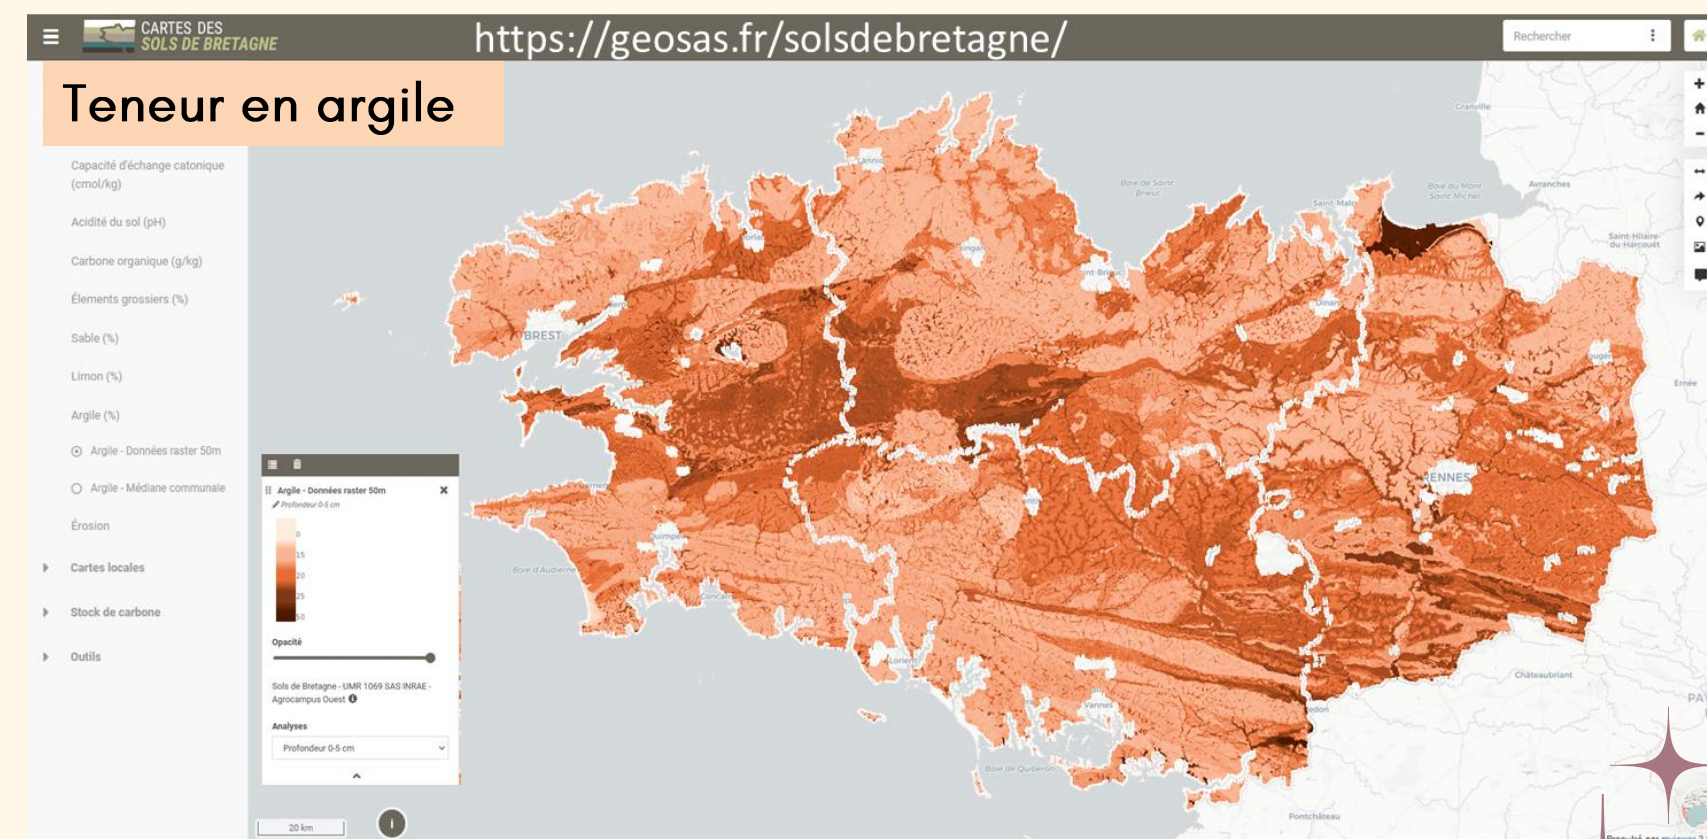 CARTES DES
SOLS DE BRETAGNE
https://geosas.fr/solsdebretagne/
Rechercher
Teneur en argile
Capacité d'échange catonique
(cmol/kg)
Acidité du sol (pH)
Carbone organique (g/kg)
Élements grossiers (%)
Sable (%)
Limon (%)
Argile (%)
Argile - Données raster 50m
Argile - Médiane communale
Érosion
Cartes locales
Stock de carbone
Outils
Argile - Données raster 50m
Profondeur 0-5 cm
0
15
20
25
50
Opacité
Sols de Bretagne - UMR 1069 SAS INRAE -
Agrocampus Ouest
Analyses
Profondeur 0-5 cm
20 km
i
Granville
Baie de Saint
Brieuc
Baie du Mont
Saint-Michel
Avranches
Saint-Malo
Saint-Hilaire-
du-Harcouët
Lannio
Dinan
BREST
Ernée
RENNES
Baie d'Audierne
Lorient
Vannes
Châteaubriant
Baie de Quiberon
Pontchâteau